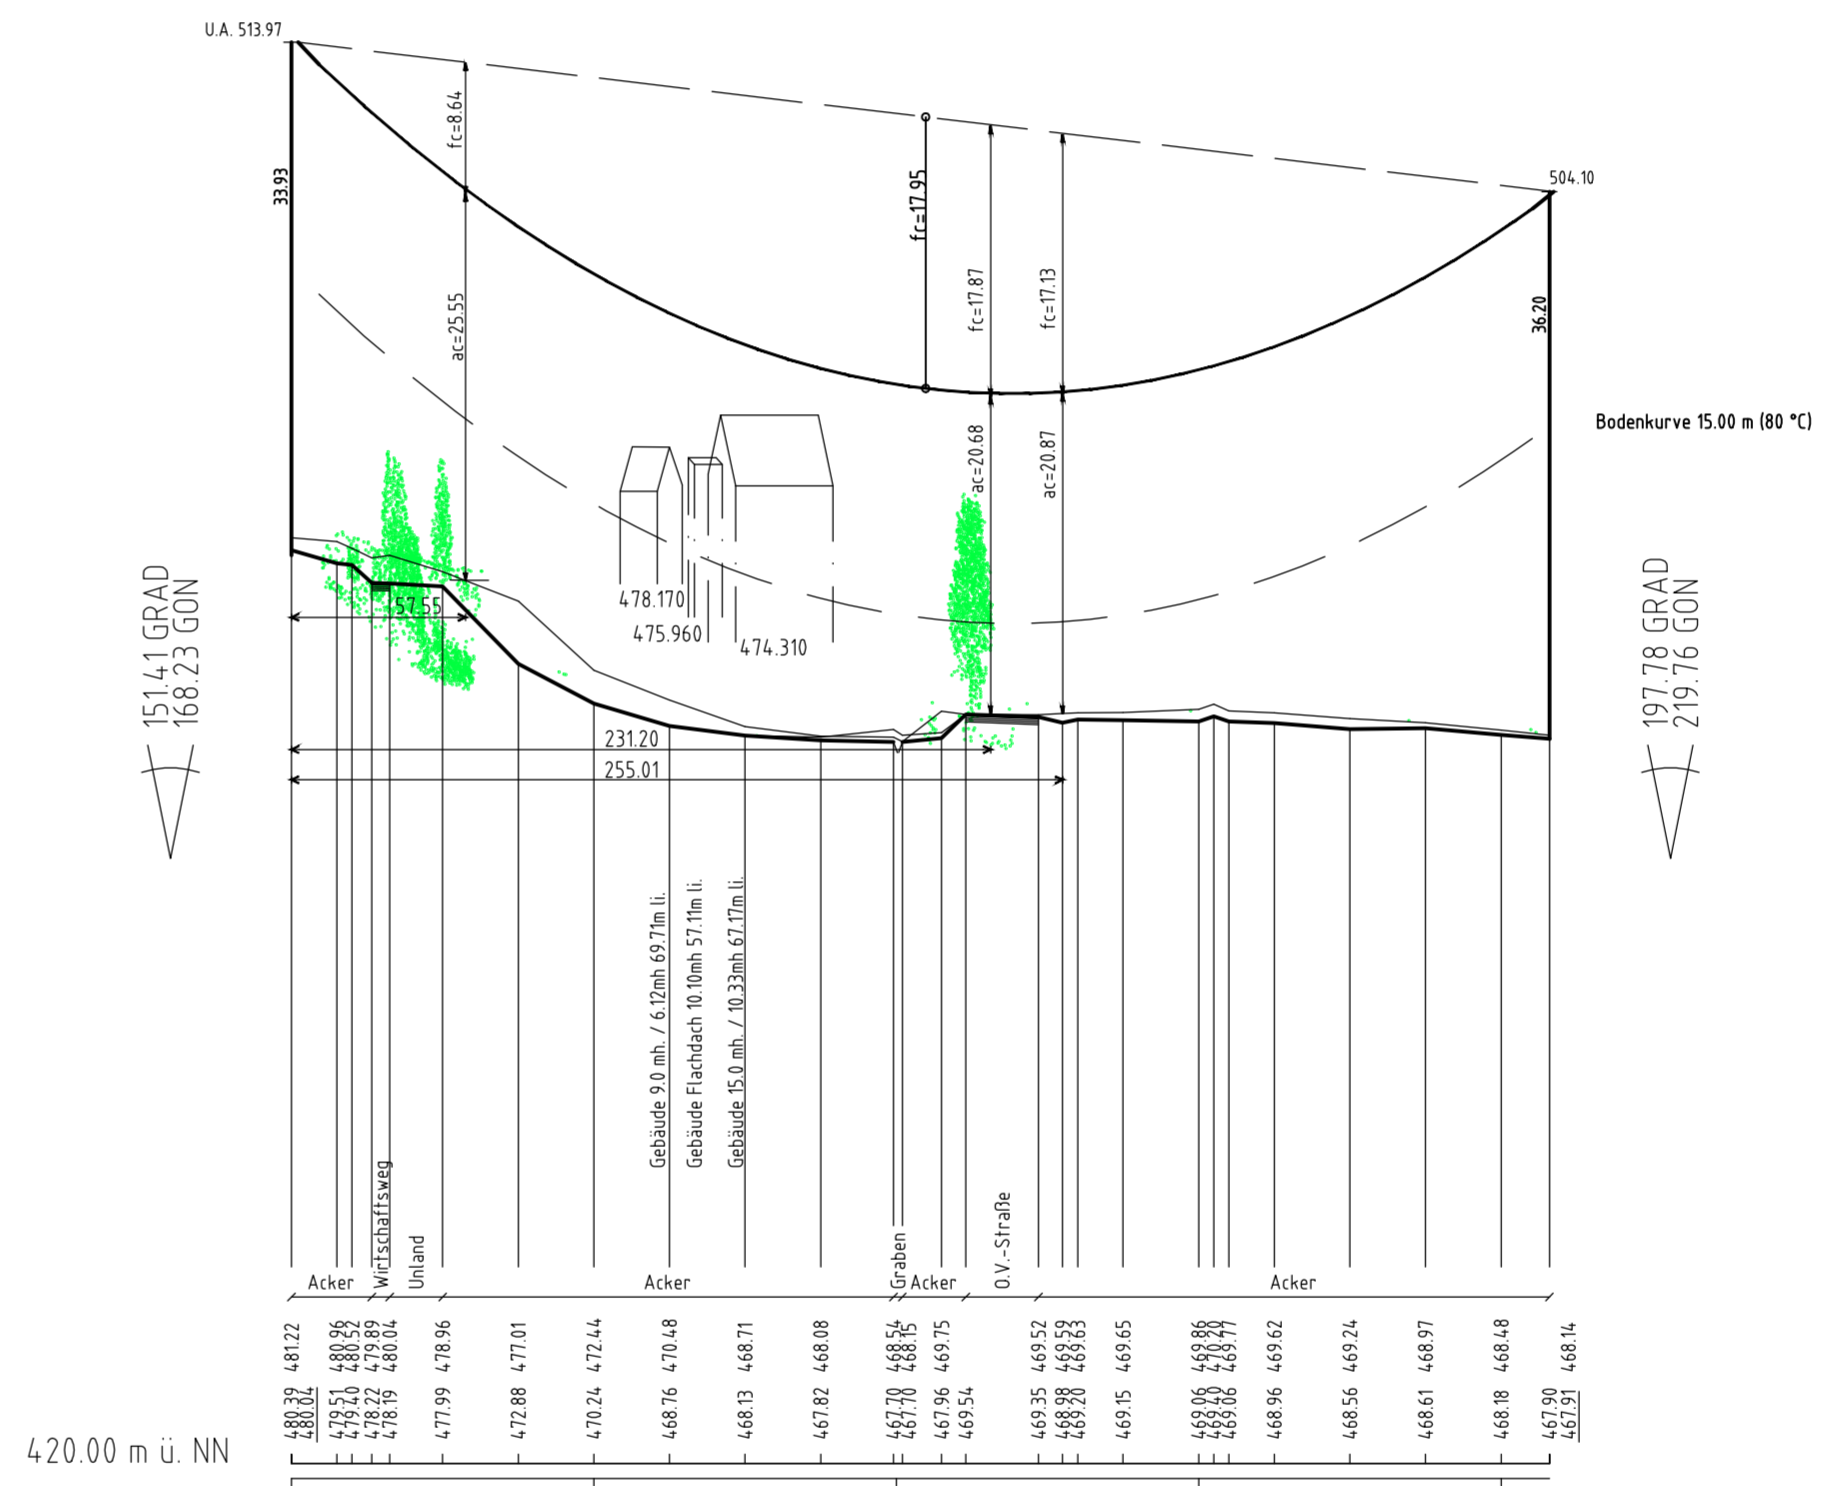 U.A. 513.97
504.10
fc=8.64
33.93
fc=17.95
fc=17.87
fc=17.13
ac=25.55
36.20
Bodenkurve 15.00 m (80 °C)
ac=20.68
ac=20.87
151.41 GRAD
168.23 GON
197.78 GRAD
219.76 GON
57.55
478.170
475.960
474.310
231.20
255.01
Gebäude 9.0 mh. / 6.12mh 69.71m li.
Gebäude Flachdach 10.10mh 57.11m li.
Gebäude 15.0 mh. / 10.33mh 67.17m li.
Acker
Wirtschaftsweg
Unland
Acker
Graben
Acker
O.V.-Straße
Acker
481.22
480.96
480.52
479.89
480.04
478.96
477.01
472.44
470.48
468.71
468.08
468.54
468.15
469.75
469.52
469.59
469.63
469.65
469.86
470.20
469.77
469.62
469.24
468.97
468.48
468.14
480.39
480.04
479.51
479.40
478.22
478.19
477.99
472.88
470.24
468.76
468.13
467.82
467.70
467.70
467.96
469.54
469.35
468.98
469.20
469.15
469.06
469.40
469.06
468.96
468.56
468.61
468.18
467.90
467.91
420.00 m ü. NN